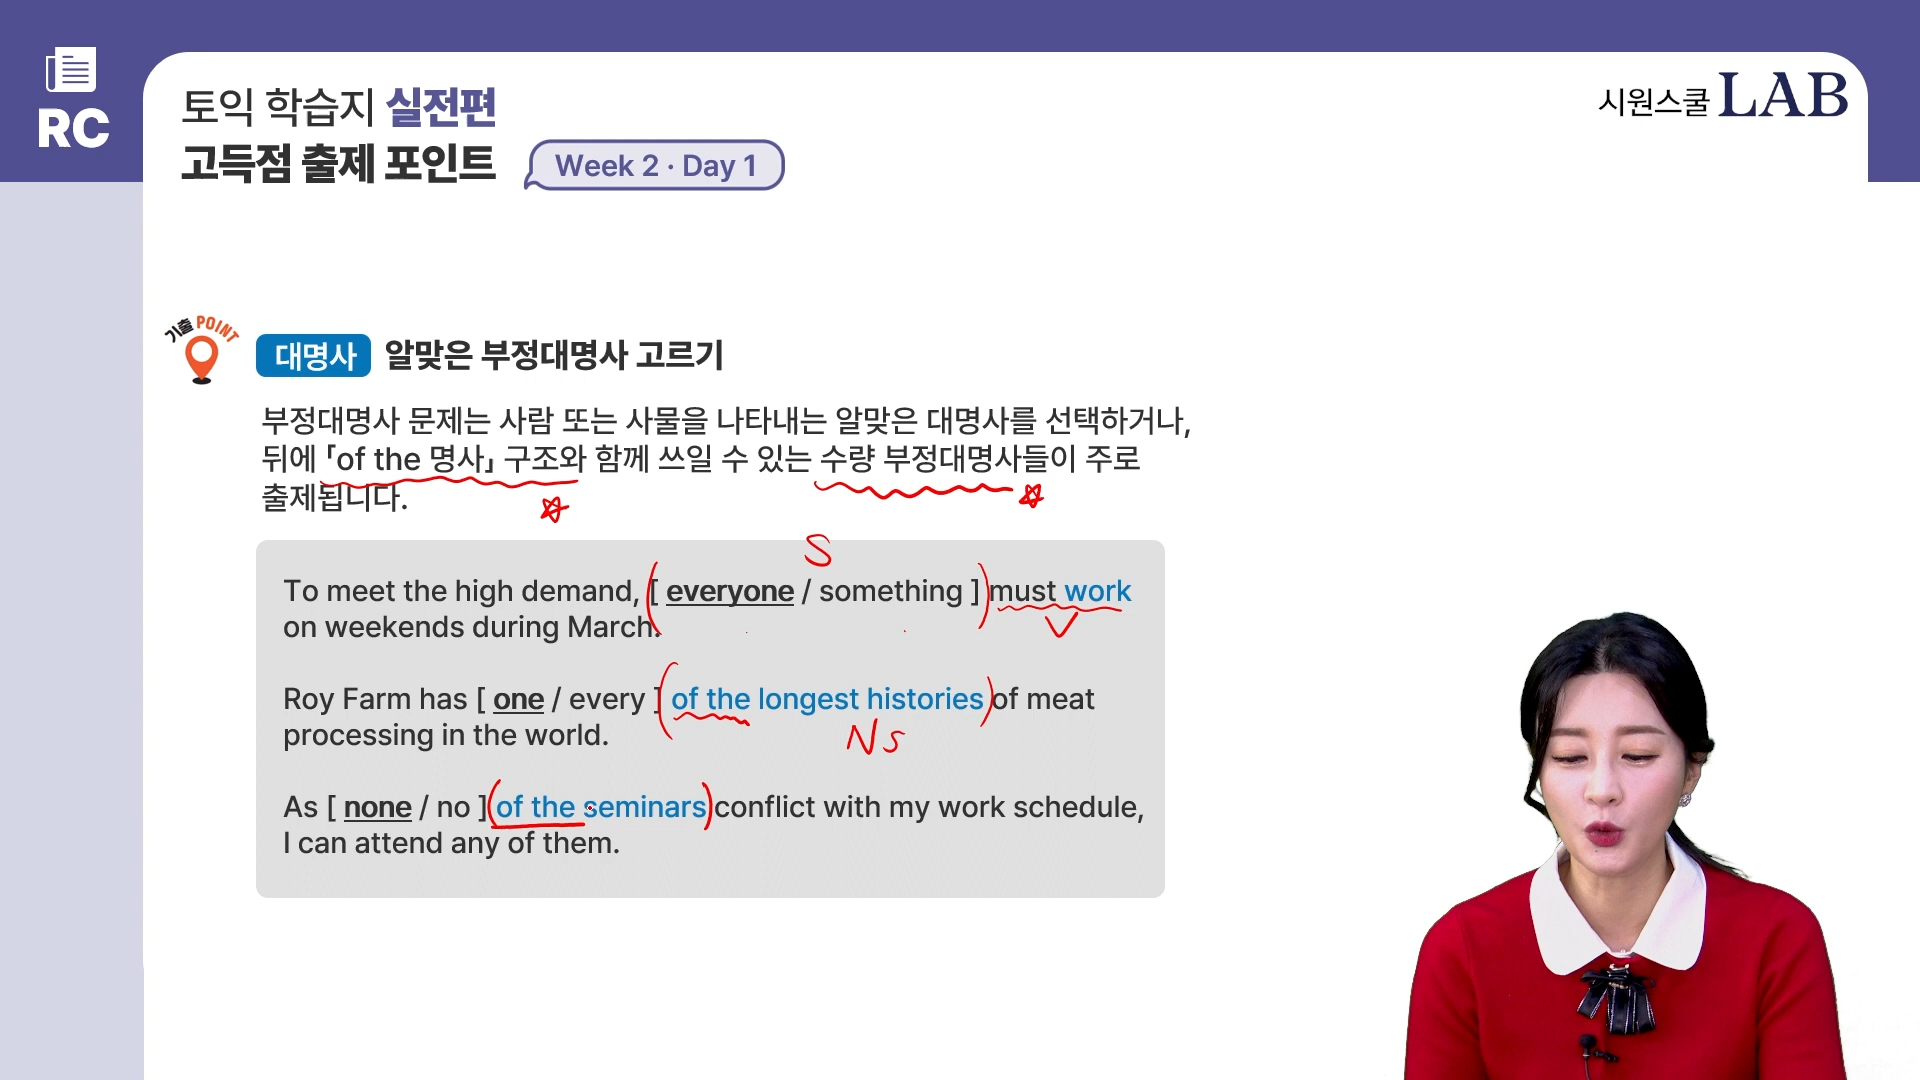 RC
토익 학습지 실전편
고득점 출제 포인트
Week 2 · Day 1
시원스쿨 LAB
기출 POINT
대명사 알맞은 부정대명사 고르기
부정대명사 문제는 사람 또는 사물을 나타내는 알맞은 대명사를 선택하거나,
뒤에 「of the 명사」 구조와 함께 쓰일 수 있는 수량 부정대명사들이 주로
출제됩니다.
S
To meet the high demand, [ everyone / something ] must work
V
on weekends during March.
Roy Farm has [ one / every ] of the longest histories of meat
Ns
processing in the world.
As [ none / no ] of the seminars conflict with my work schedule,
I can attend any of them.